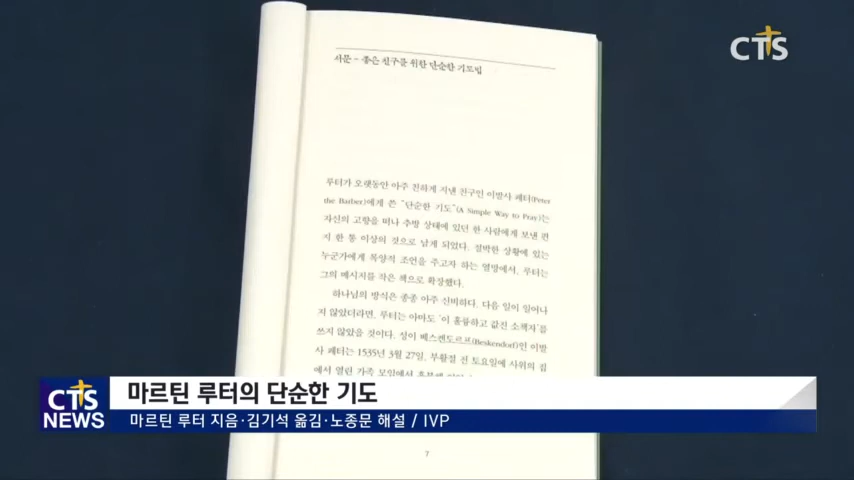 CTS
서문 - 좋은 친구를 위한 단순한 기도법
루터가 오랫동안 아주 친하게 지낸 친구인 이발사 페터(Peter
the Barber)에게 쓴 “단순한 기도”(A Simple Way to Pray)는
자신의 고향을 떠나 추방 상태에 있던 한 사람에게 보낸 편
지 한 통 이상의 것으로 남게 되었다. 절박한 상황에 있는
누군가에게 목양적 조언을 주고자 하는 열망에서, 루터는
그의 메시지를 작은 책으로 확장했다.
하나님의 방식은 종종 아주 신비하다. 다음 일이 일어나
지 않았더라면, 루터는 아마도 ‘이 훌륭하고 값진 소책자’를
쓰지 않았을 것이다. 성이 베스켄도르프(Beskendorf)인 이발
사 페터는 1535년 3월 27일, 부활절 전 토요일에 사위의 집
에서 열린 가족 모임에서
마르틴 루터의 단순한 기도
CTS
NEWS
마르틴 루터 지음·김기석 옮김·노종문 해설 / IVP
7